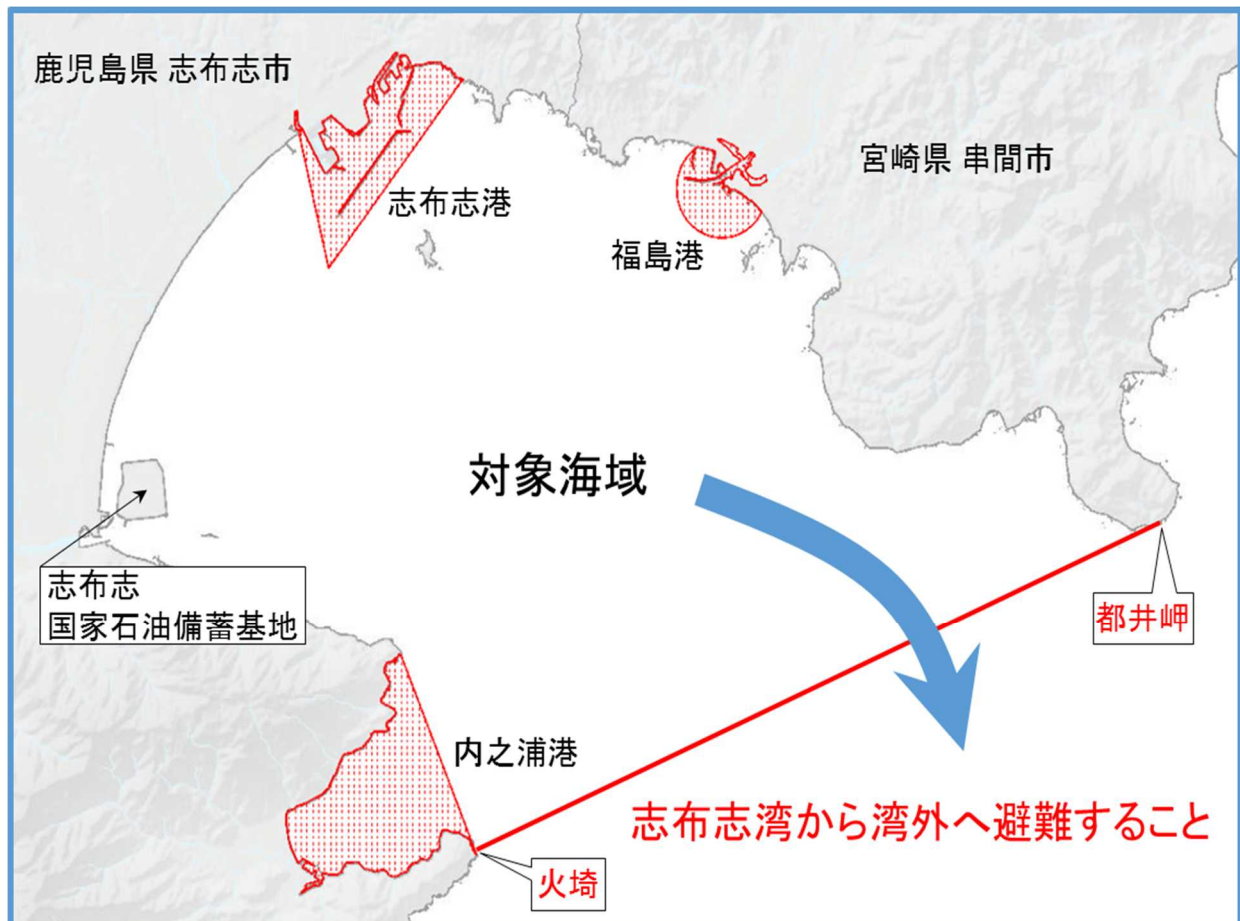 鹿児島県 志布志市
宮崎県 串間市
志布志港
福島港
対象海域
志布志
国家石油備蓄基地
都井岬
内之浦港
志布志湾から湾外へ避難すること
火埼